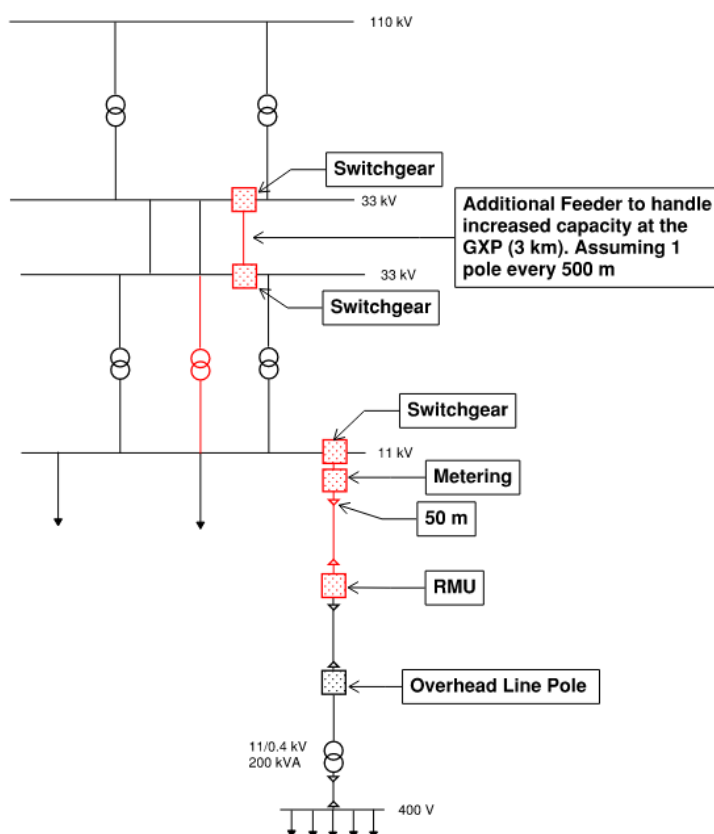 110 kV
Switchgear
33 kV
Additional Feeder to handle
increased capacity at the
GXP (3 km). Assuming 1
pole every 500 m
33 kV
Switchgear
Switchgear
11 kV
Metering
50 m
RMU
Overhead Line Pole
11/0.4 kV
200 kVA
400 V